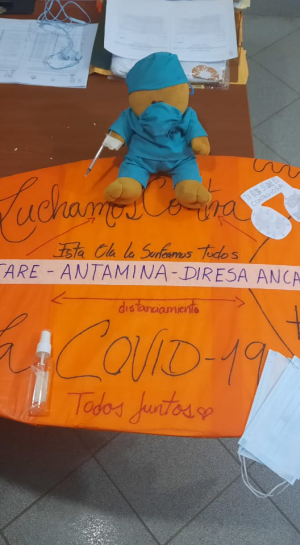 Luchamos Contra
Esta Ola la Surfeamos Todos
TARE - ANTAMINA - DIRESA ANCA
distanciamiento
La COVID-19
Todos Juntos